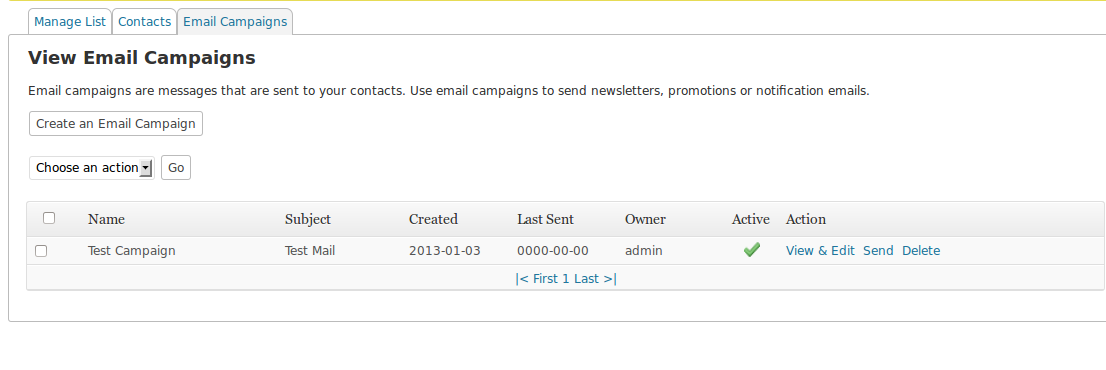 Manage List Contacts Email Campaigns
View Email Campaigns
Email campaigns are messages that are sent to your contacts. Use email campaigns to send newsletters, promotions or notification emails.
Create an Email Campaign
Choose an action Go
Name Subject Created Last Sent Owner Active Action
Test Campaign Test Mail 2013-01-03 0000-00-00 admin View & Edit Send Delete
|< First 1 Last >|